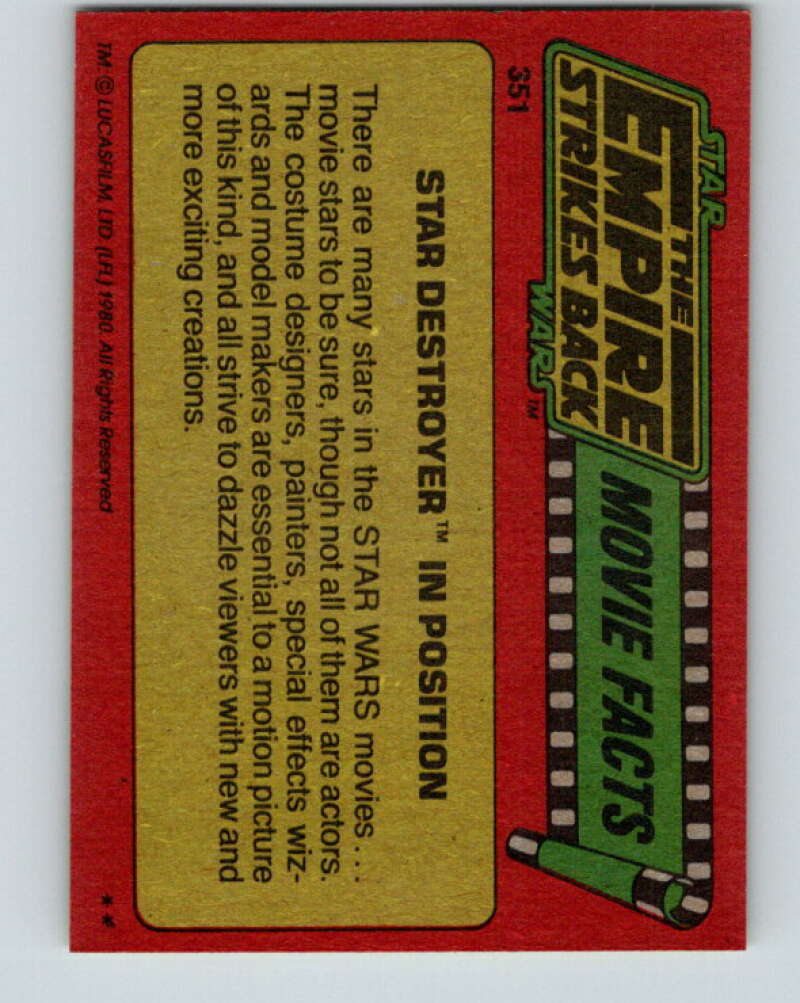 STAR
THE
EMPIRE
STRIKES BACK
WARS™
MOVIE FACTS
351
STAR DESTROYER™ IN POSITION
There are many stars in the STAR WARS movies...
movie stars to be sure, though not all of them are actors.
The costume designers, painters, special effects wiz-
ards and model makers are essential to a motion picture
of this kind, and all strive to dazzle viewers with new and
more exciting creations.
TM: © LUCASFILM, LTD. (LFL) 1980. All Rights Reserved
**